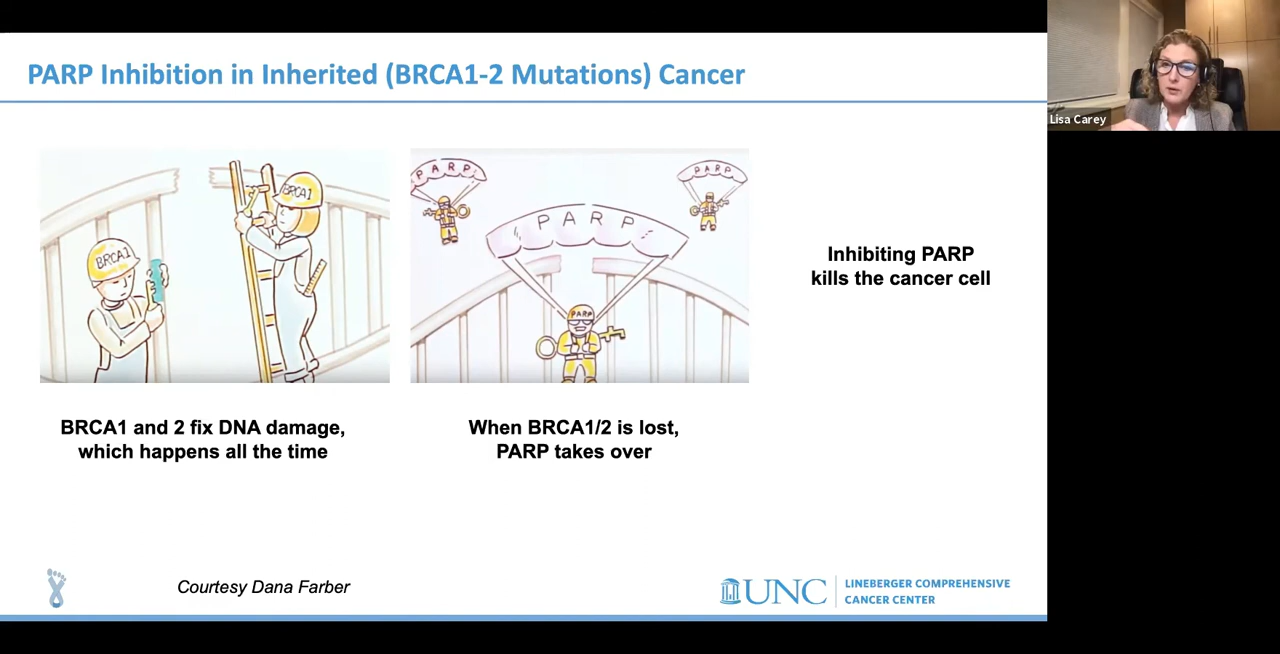 PARP Inhibition in Inherited (BRCA1-2 Mutations) Cancer
Lisa Carey
BRCA1
BRCA1
PARP
PARP
PARP
PARP
Inhibiting PARP
kills the cancer cell
BRCA1 and 2 fix DNA damage,
which happens all the time
When BRCA1/2 is lost,
PARP takes over
Courtesy Dana Farber
UNC
LINEBERGER COMPREHENSIVE
CANCER CENTER